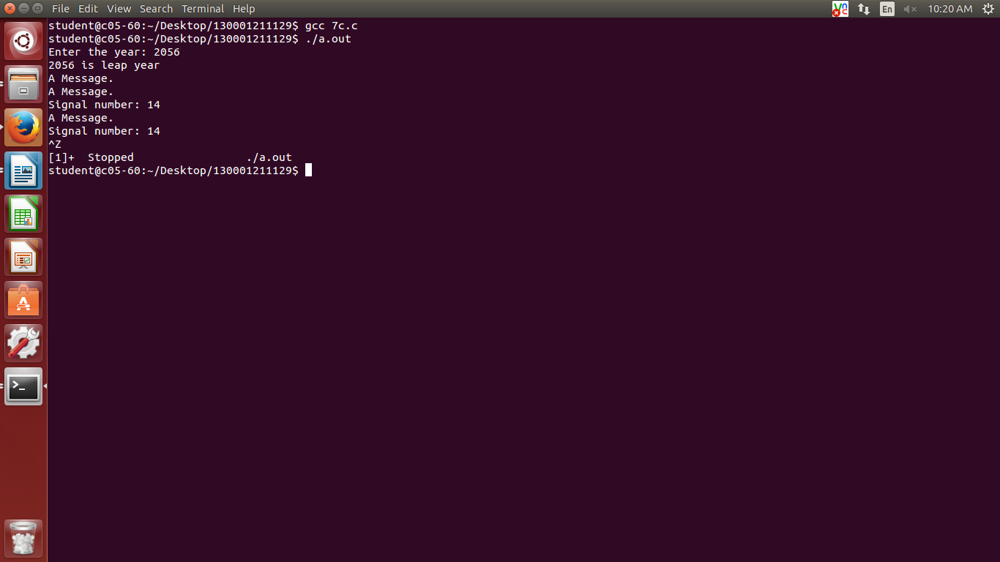 File Edit View Search Terminal Help
En 10:20 AM
student@c05-60:~/Desktop/130001211129$ gcc 7c.c
student@c05-60:~/Desktop/130001211129$ ./a.out
Enter the year: 2056
2056 is leap year
A Message.
A Message.
Signal number: 14
A Message.
Signal number: 14
^Z
[1]+  Stopped                 ./a.out
student@c05-60:~/Desktop/130001211129$